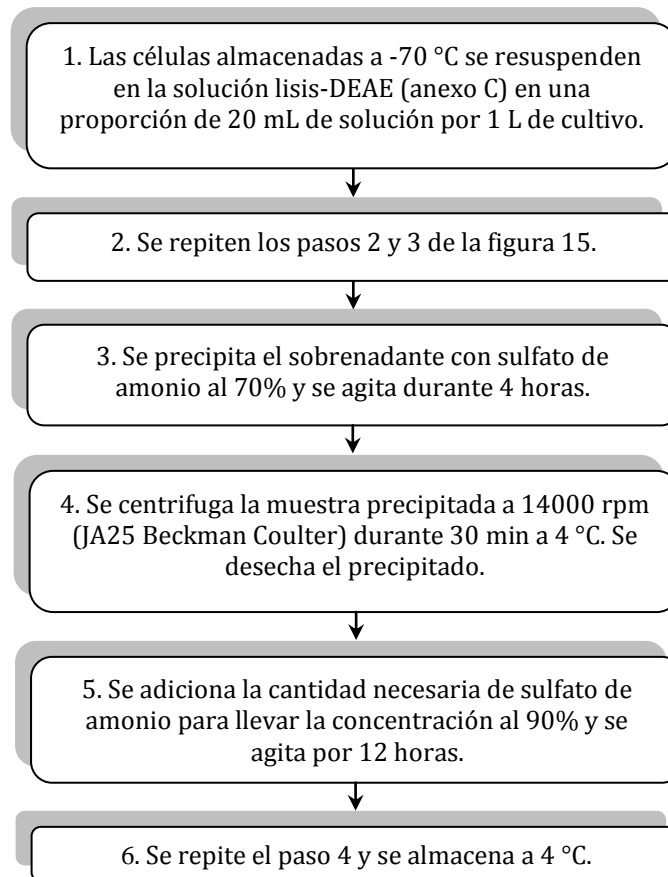 1. Las células almacenadas a -70 °C se resuspenden
en la solución lisis-DEAE (anexo C) en una
proporción de 20 mL de solución por 1 L de cultivo.
2. Se repiten los pasos 2 y 3 de la figura 15.
3. Se precipita el sobrenadante con sulfato de
amonio al 70% y se agita durante 4 horas.
4. Se centrifuga la muestra precipitada a 14000 rpm
(JA25 Beckman Coulter) durante 30 min a 4 °C. Se
desecha el precipitado.
5. Se adiciona la cantidad necesaria de sulfato de
amonio para llevar la concentración al 90% y se
agita por 12 horas.
6. Se repite el paso 4 y se almacena a 4 °C.